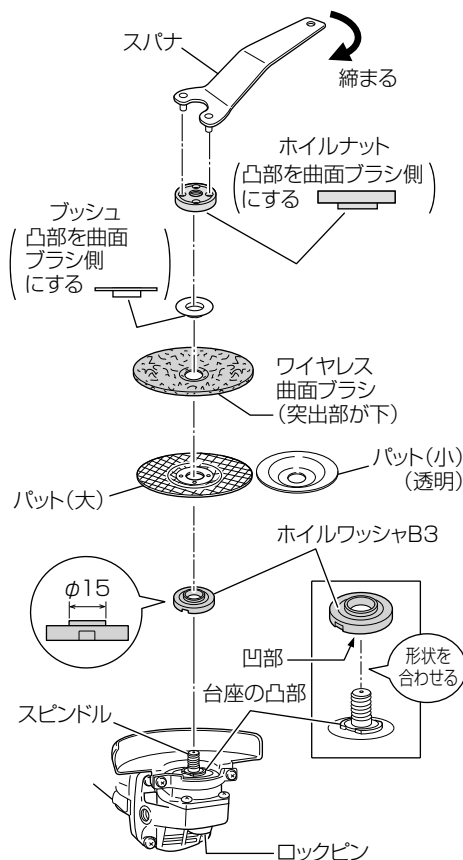 スパナ
締まる
ホイルナット
(凸部を曲面ブラシ側
にする)
ブッシュ
(凸部を曲面
ブラシ側
にする)
ワイヤレス
曲面ブラシ
(突出部が下)
パット(小)
(透明)
パット(大)
ホイルワッシャB3
φ15
凹部
形状を
合わせる
台座の凸部
スピンドル
ロックピン